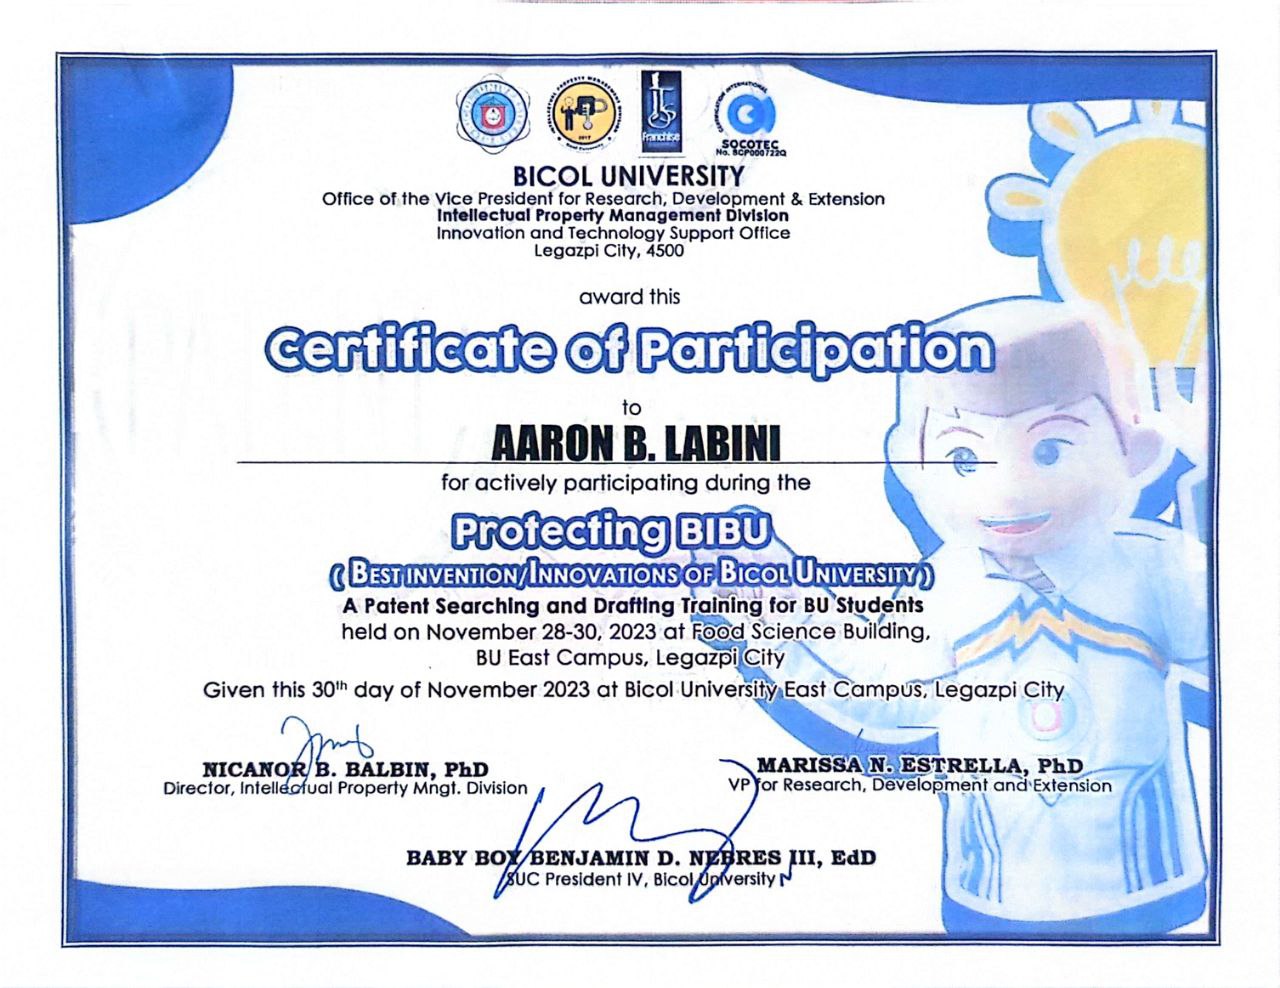 Franchise
CERTIFICATION INTERNATIONAL
SOCOTEC
No. SCP000722Q
BICOL UNIVERSITY
Office of the Vice President for Research, Development & Extension
Intellectual Property Management Division
Innovation and Technology Support Office
Legazpi City, 4500
award this
Certificate of Participation
to
AARON B. LABINI
for actively participating during the
Protecting BIBU
( BEST INVENTION/INNOVATIONS OF BICOL UNIVERSITY)
A Patent Searching and Drafting Training for BU Students
held on November 28-30, 2023 at Food Science Building,
BU East Campus, Legazpi City
Given this 30th day of November 2023 at Bicol University East Campus, Legazpi City
NICANOR B. BALBIN, PhD
Director, Intellectual Property Mngt. Division
MARISSA N. ESTRELLA, PhD
VP for Research, Development and Extension
BABY BOY BENJAMIN D. NEBRES III, EdD
SUC President IV, Bicol University